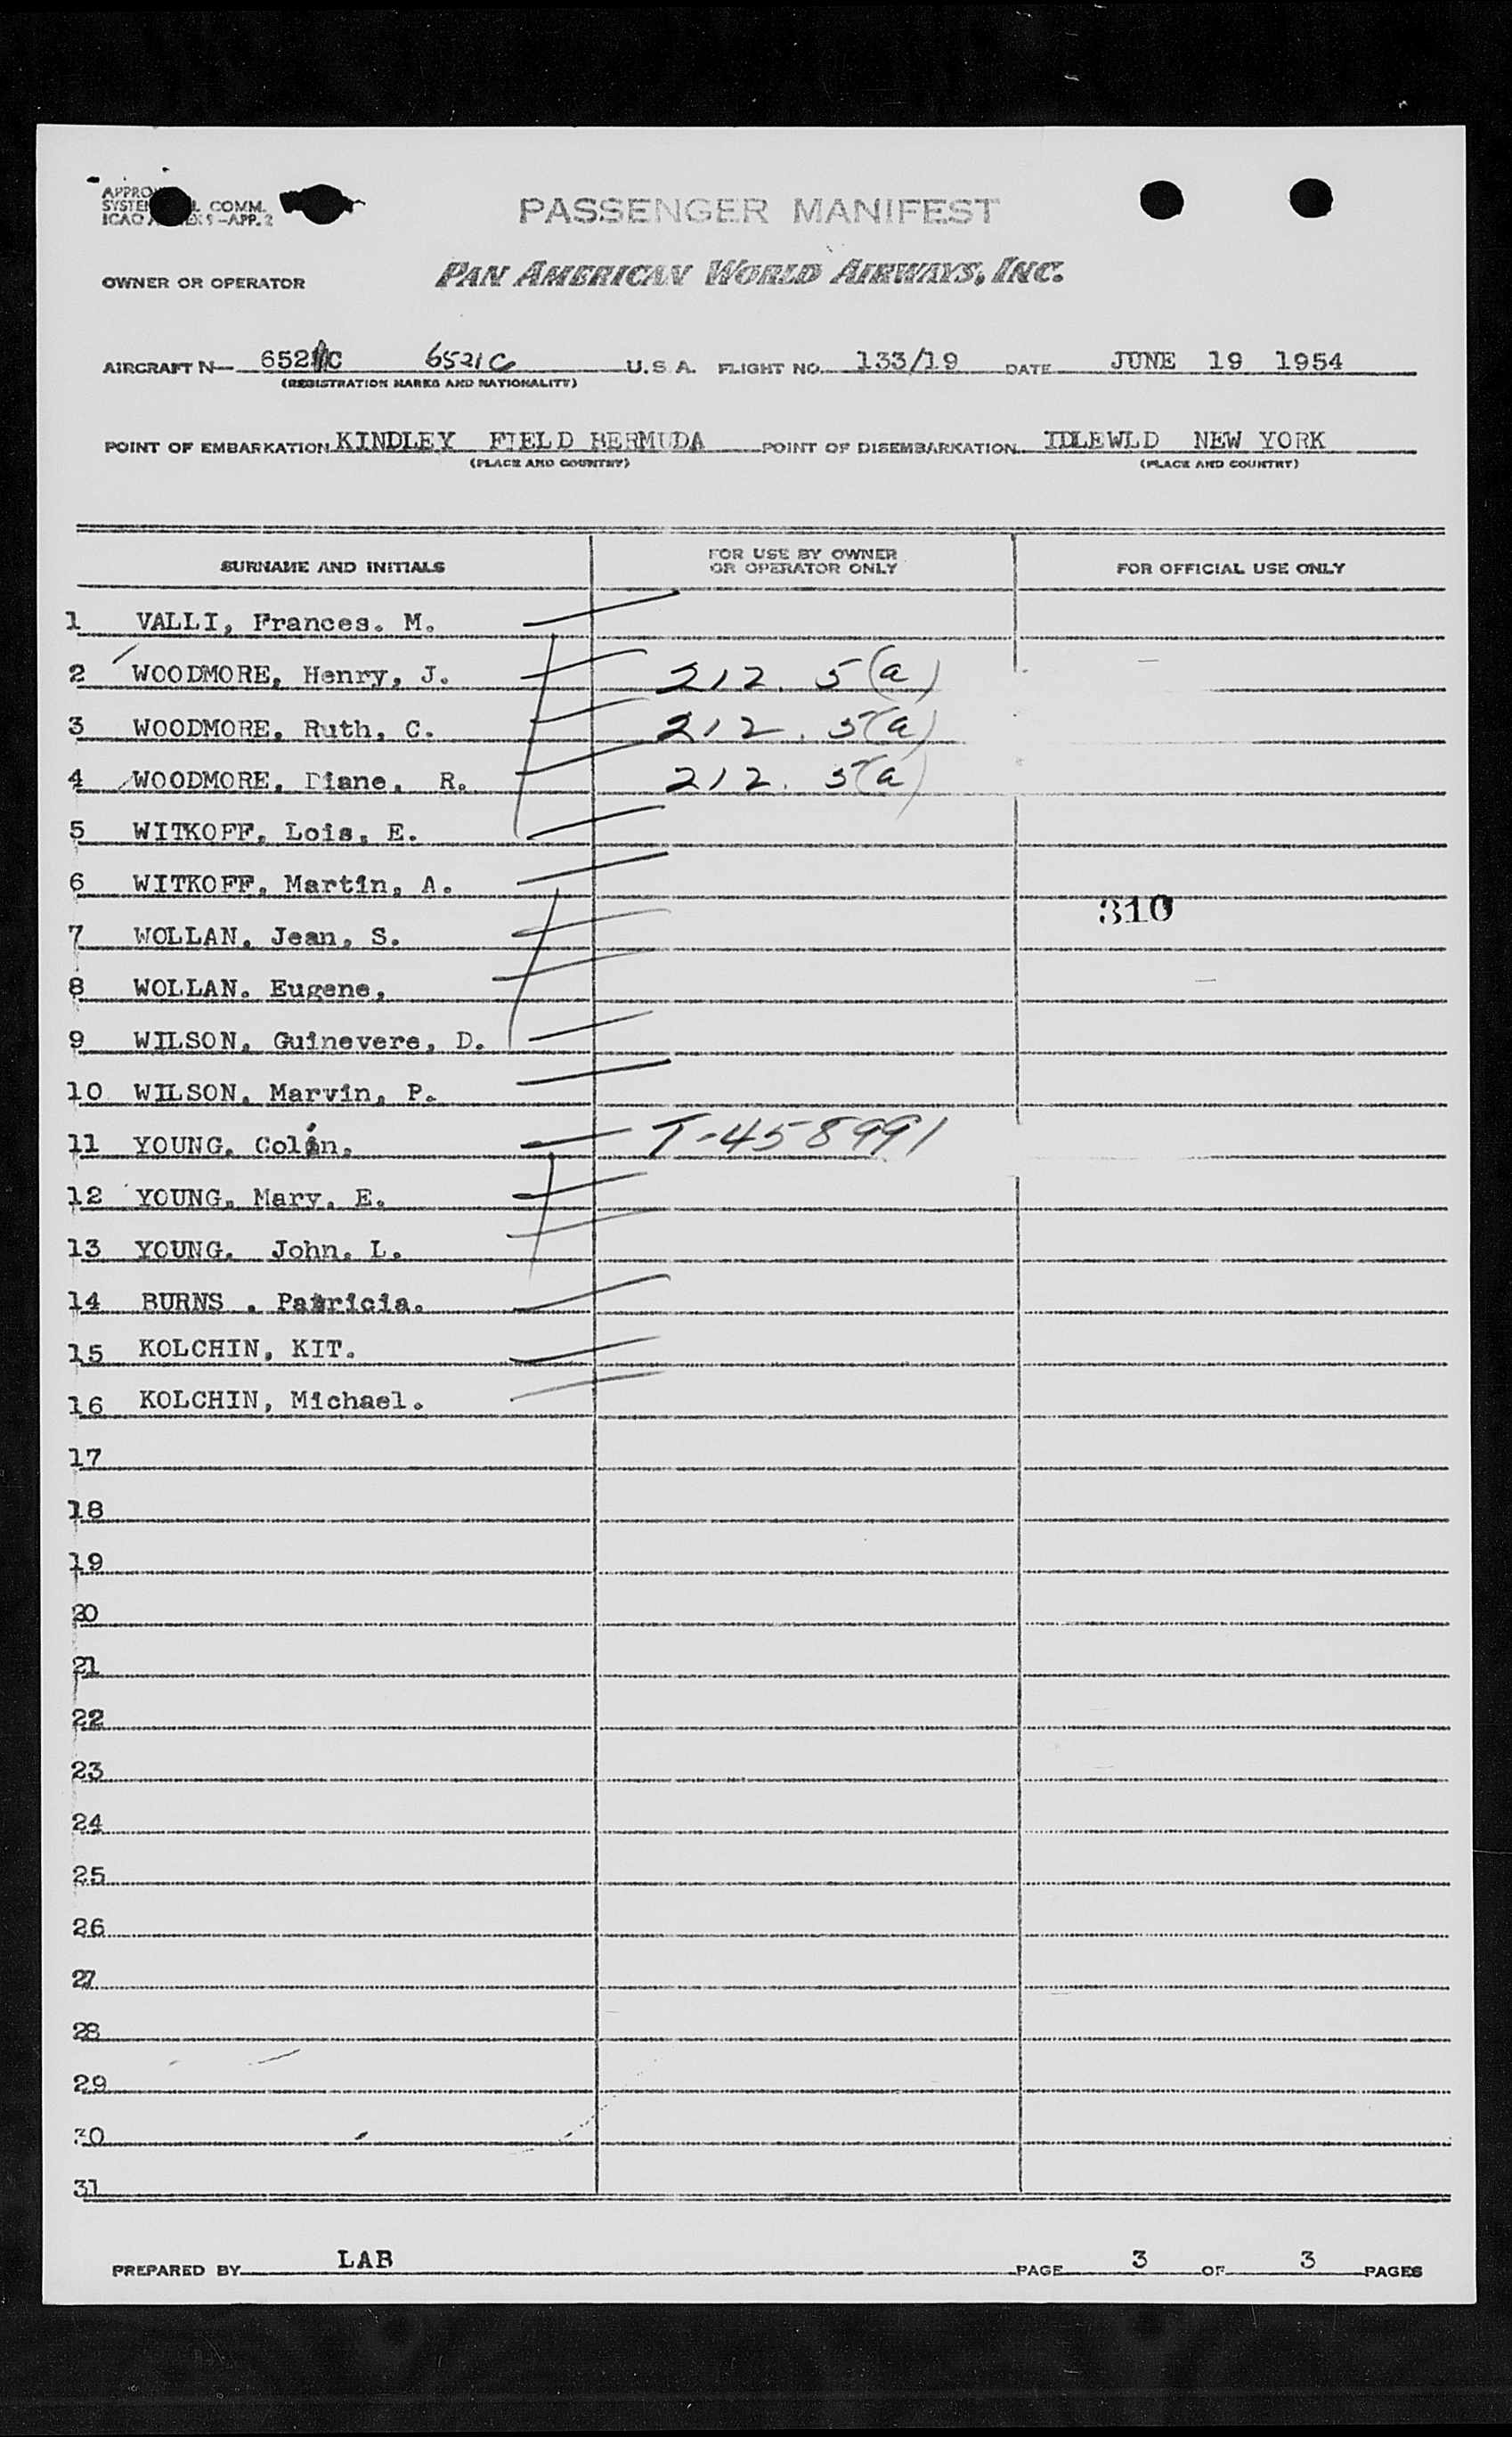 PASSENGER MANIFEST
COMM.
ICAO -APP. 2
OWNER OR OPERATOR PAN AMERICAN WORLD AIRWAYS, INC.
AIRCRAFT N- 6521C 6521C U.S.A. FLIGHT NO. 133/19 DATE JUNE 19 1954
(REGISTRATION MARKS AND NATIONALITY)
POINT OF EMBARKATION KINDLEY FIELD BERMUDA POINT OF DISEMBARKATION IDLEWLD NEW YORK
(PLACE AND COUNTRY) (PLACE AND COUNTRY)
SURNAME AND INITIALS FOR USE BY OWNER OR OPERATOR ONLY FOR OFFICIAL USE ONLY
1 VALLI, Frances. M.
2 WOODMORE, Henry, J. 212. 5(a)
3 WOODMORE, Ruth, C. 212. 5(a)
4 WOODMORE, Diane, R. 212. 5(a)
5 WITKOFF, Lois, E.
6 WITKOFF, Martin, A.
310
7 WOLLAN, Jean, S.
8 WOLLAN. Eugene,
9 WILSON, Guinevere, D.
10 WILSON, Marvin, P.
11 YOUNG, Colin, T-458991
12 YOUNG, Mary, E.
13 YOUNG. John. L.
14 BURNS . Patricia.
15 KOLCHIN, KIT.
16 KOLCHIN, Michael.
17
18
19
20
21
22
23
24
25
26
27
28
29
30
31
PREPARED BY LAB PAGE 3 OF 3 PAGES